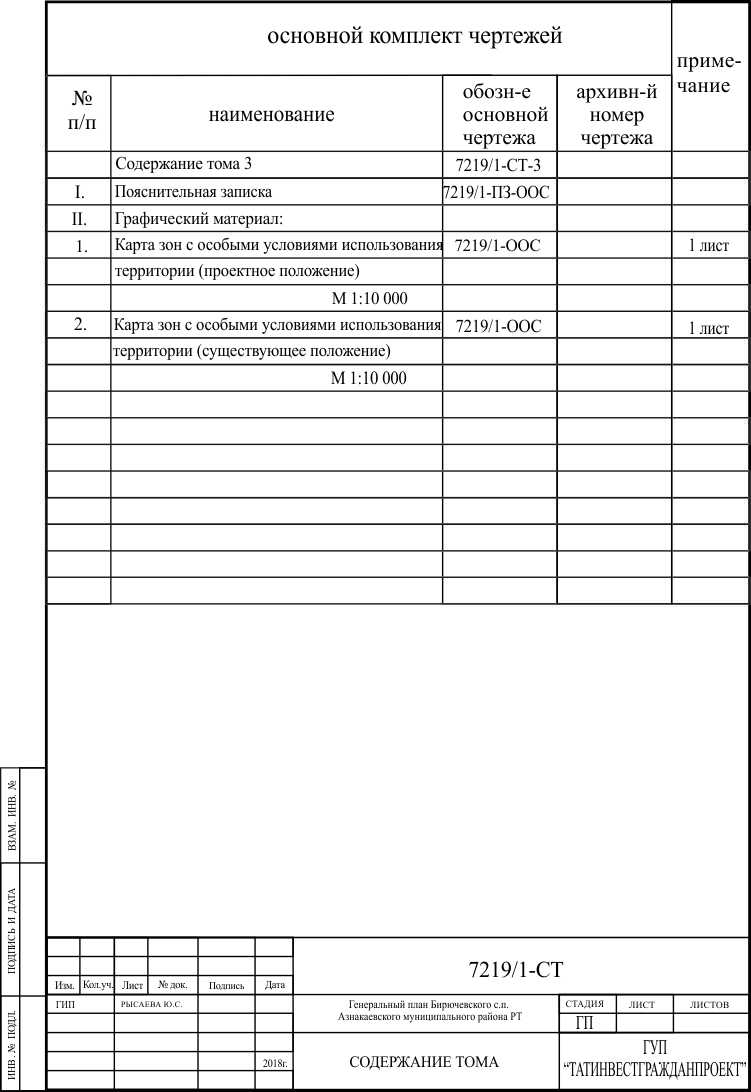 основной комплект чертежей
приме-
чание
№
п/п
наименование
обозн-е
основной
чертежа
архивн-й
номер
чертежа
Содержание тома 3 7219/1-СТ-3
I. Пояснительная записка 7219/1-ПЗ-ООС
II. Графический материал:
1. Карта зон с особыми условиями использования 7219/1-ООС 1 лист
территории (проектное положение)
М 1:10 000
2. Карта зон с особыми условиями использования 7219/1-ООС 1 лист
территории (существующее положение)
М 1:10 000
ВЗАМ. ИНВ. №
ПОДПИСЬ И ДАТА
ИНВ. № ПОДЛ.
7219/1-СТ
Изм. Кол.уч. Лист № док. Подпись Дата
ГИП РЫСАЕВА Ю.С.
2018г.
Генеральный план Бирючевского с.п.
Азнакаевского муниципального района РТ
СТАДИЯ ЛИСТ ЛИСТОВ
ГП
СОДЕРЖАНИЕ ТОМА
ГУП
“ТАТИНВЕСТГРАЖДАНПРОЕКТ”